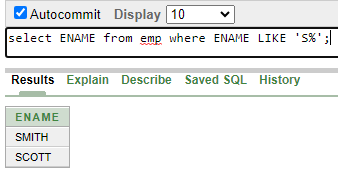 Autocommit Display 10
select ENAME from emp where ENAME LIKE 'S%';
Results Explain Describe Saved SQL History
ENAME
SMITH
SCOTT